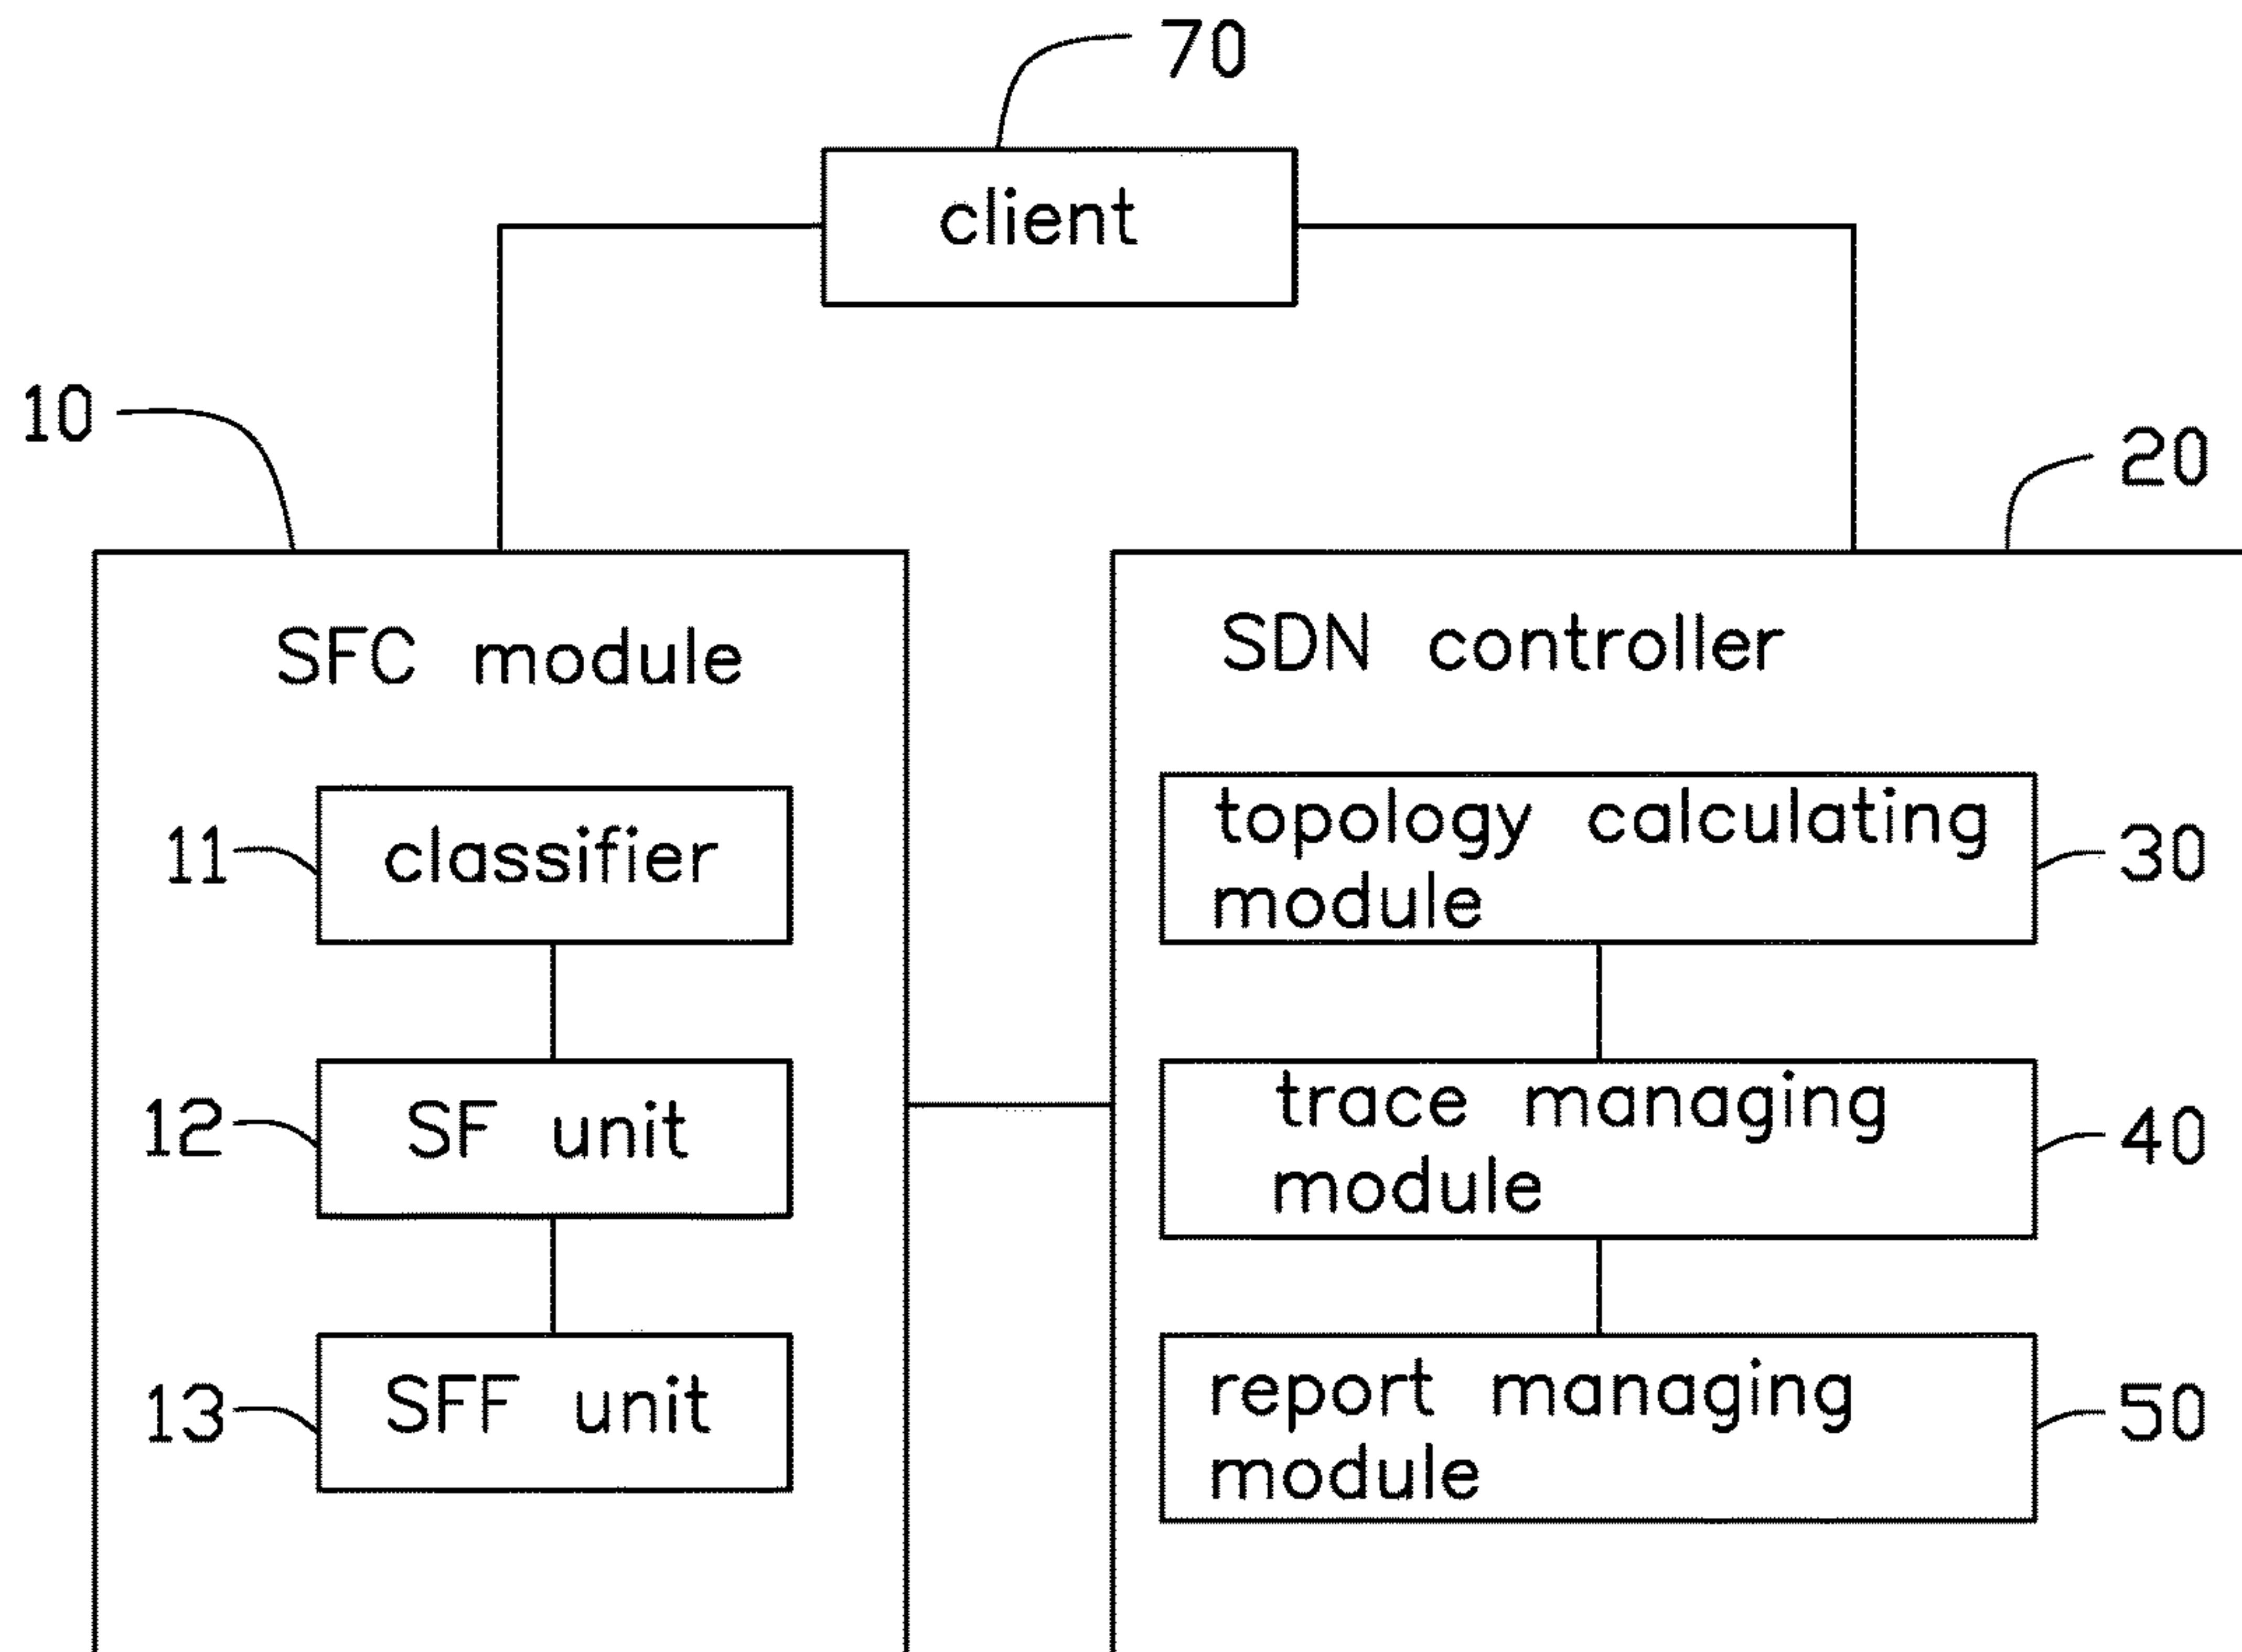 70
client
10
20
SFC module
SDN controller
11
classifier
topology calculating
module
30
12
SF unit
trace managing
module
40
13
SFF unit
report managing
module
50